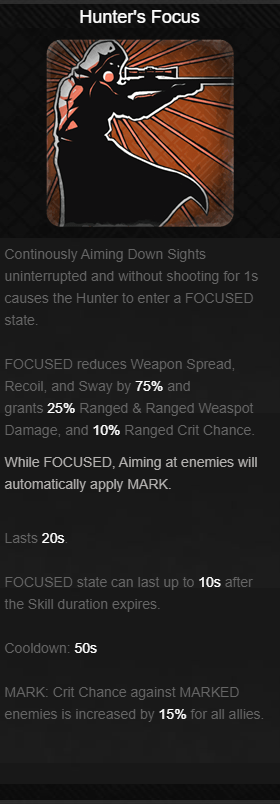 Hunter's Focus
Continously Aiming Down Sights
uninterrupted and without shooting for 1s
causes the Hunter to enter a FOCUSED
state.
FOCUSED reduces Weapon Spread,
Recoil, and Sway by 75% and
grants 25% Ranged & Ranged Weaspot
Damage, and 10% Ranged Crit Chance.
While FOCUSED, Aiming at enemies will
automatically apply MARK.
Lasts 20s.
FOCUSED state can last up to 10s after
the Skill duration expires.
Cooldown: 50s
MARK: Crit Chance against MARKED
enemies is increased by 15% for all allies.